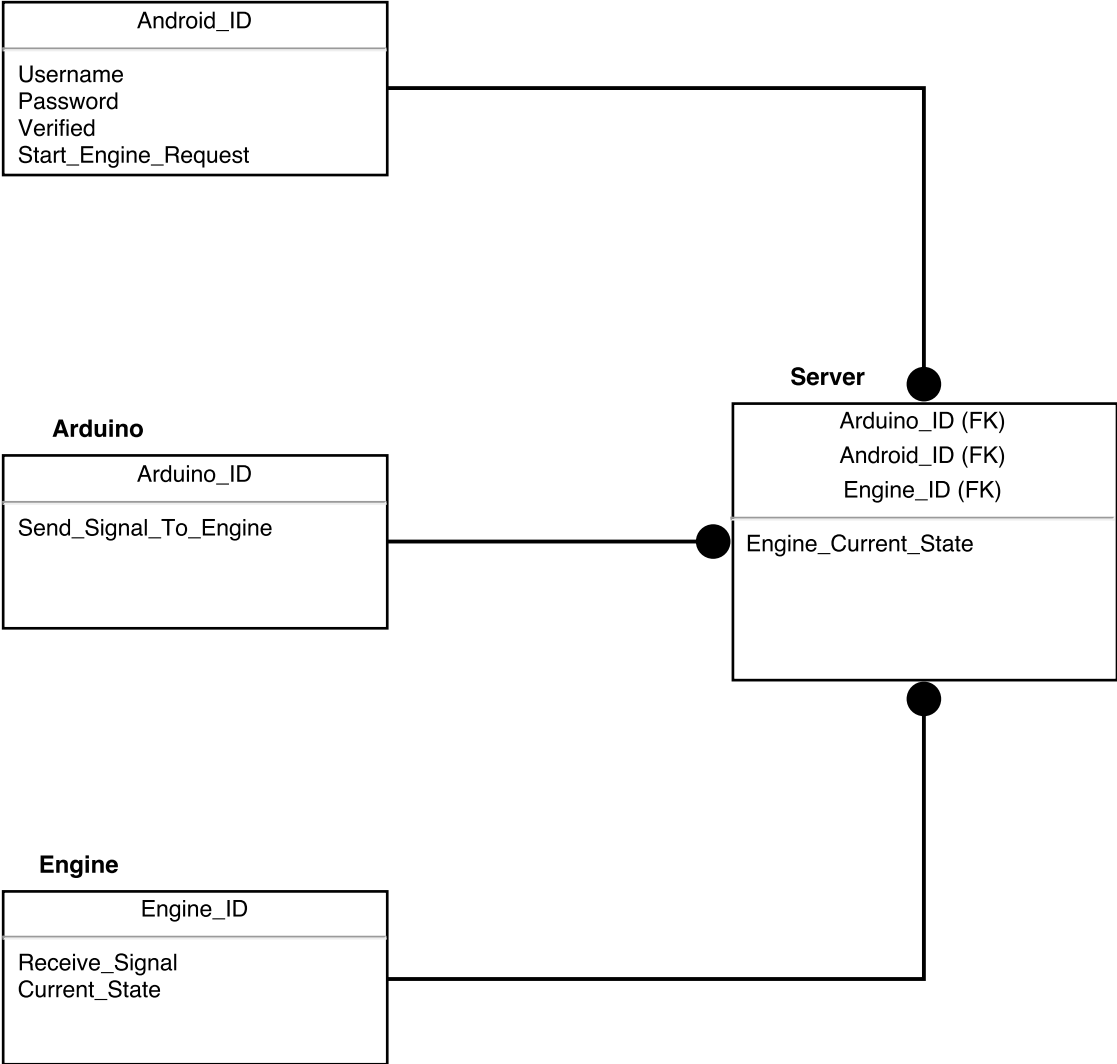 Android_ID
Username
Password
Verified
Start_Engine_Request
Server
Arduino_ID (FK)
Android_ID (FK)
Engine_ID (FK)
Engine_Current_State
Arduino
Arduino_ID
Send_Signal_To_Engine
Engine
Engine_ID
Receive_Signal
Current_State